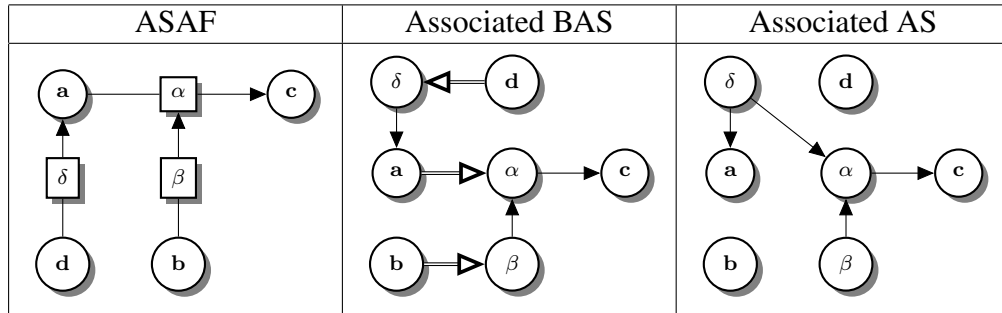 ASAF Associated BAS Associated AS
a α c δ d δ d
δ β a α c a α c
d b b β b β